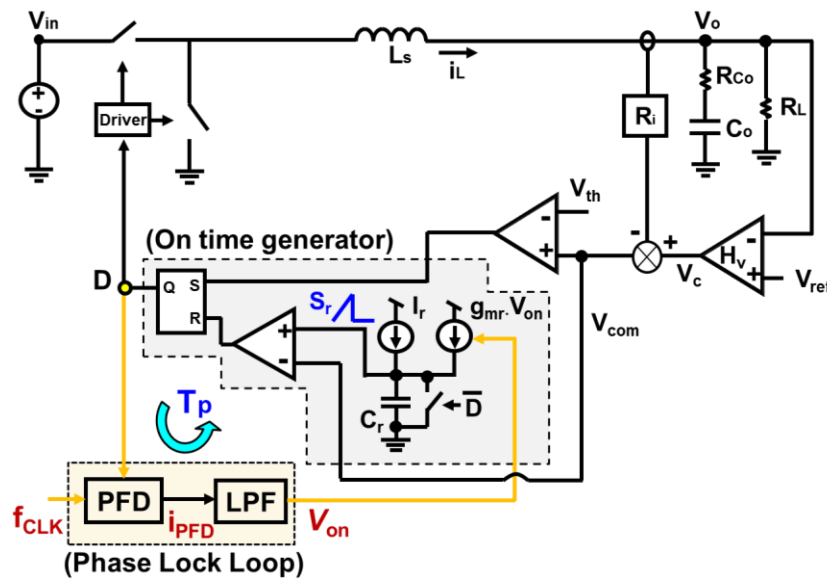 Vin
Ls
iL
Vo
RCo
Co
RL
Ri
Driver
+
-
Vth
-
+
-
+
Vc
Hv
-
+
Vref
(On time generator)
D
Q
S
R
Sr
Ir
gmr.Von
Vcom
+
-
Cr
D̅
Tp
fCLK
PFD
iPFD
LPF
Von
(Phase Lock Loop)